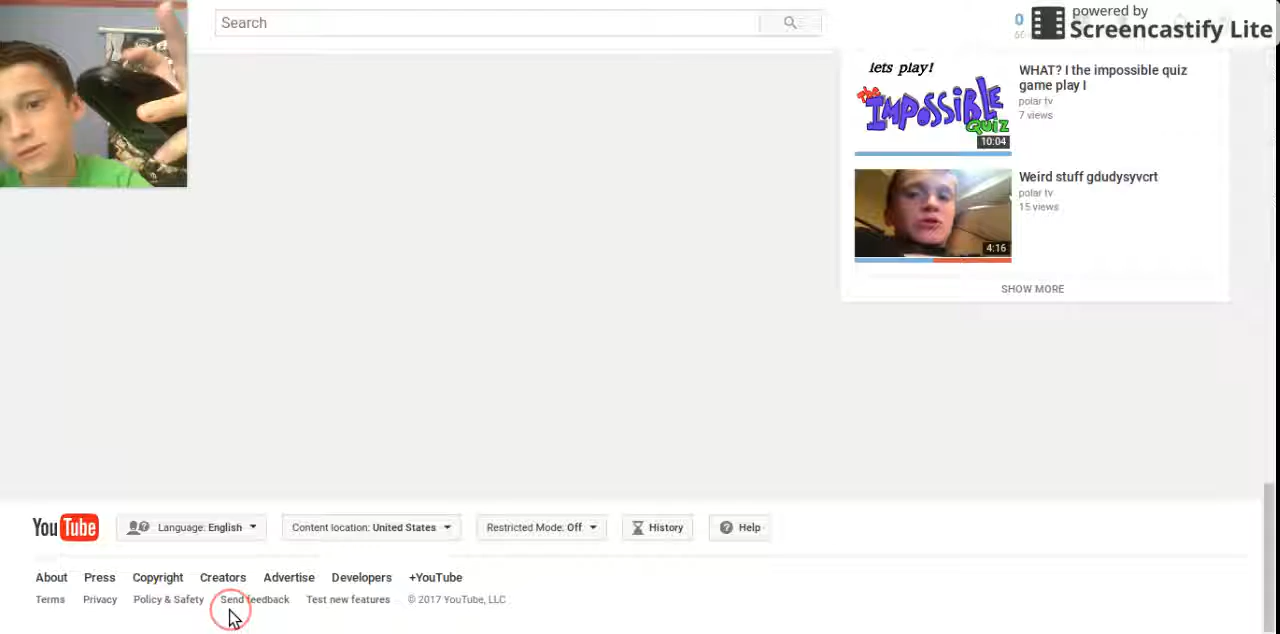 Search
0
powered by
Screencastify Lite
lets play!
The
IMPOSSIBLE
QUIZ
10:04
WHAT? I the impossible quiz
game play I
polar tv
7 views
4:16
Weird stuff gdudysyvcrt
polar tv
15 views
SHOW MORE
YouTube
Language: English
Content location: United States
Restricted Mode: Off
History
Help
About Press Copyright Creators Advertise Developers +YouTube
Terms Privacy Policy & Safety Send feedback Test new features © 2017 YouTube, LLC